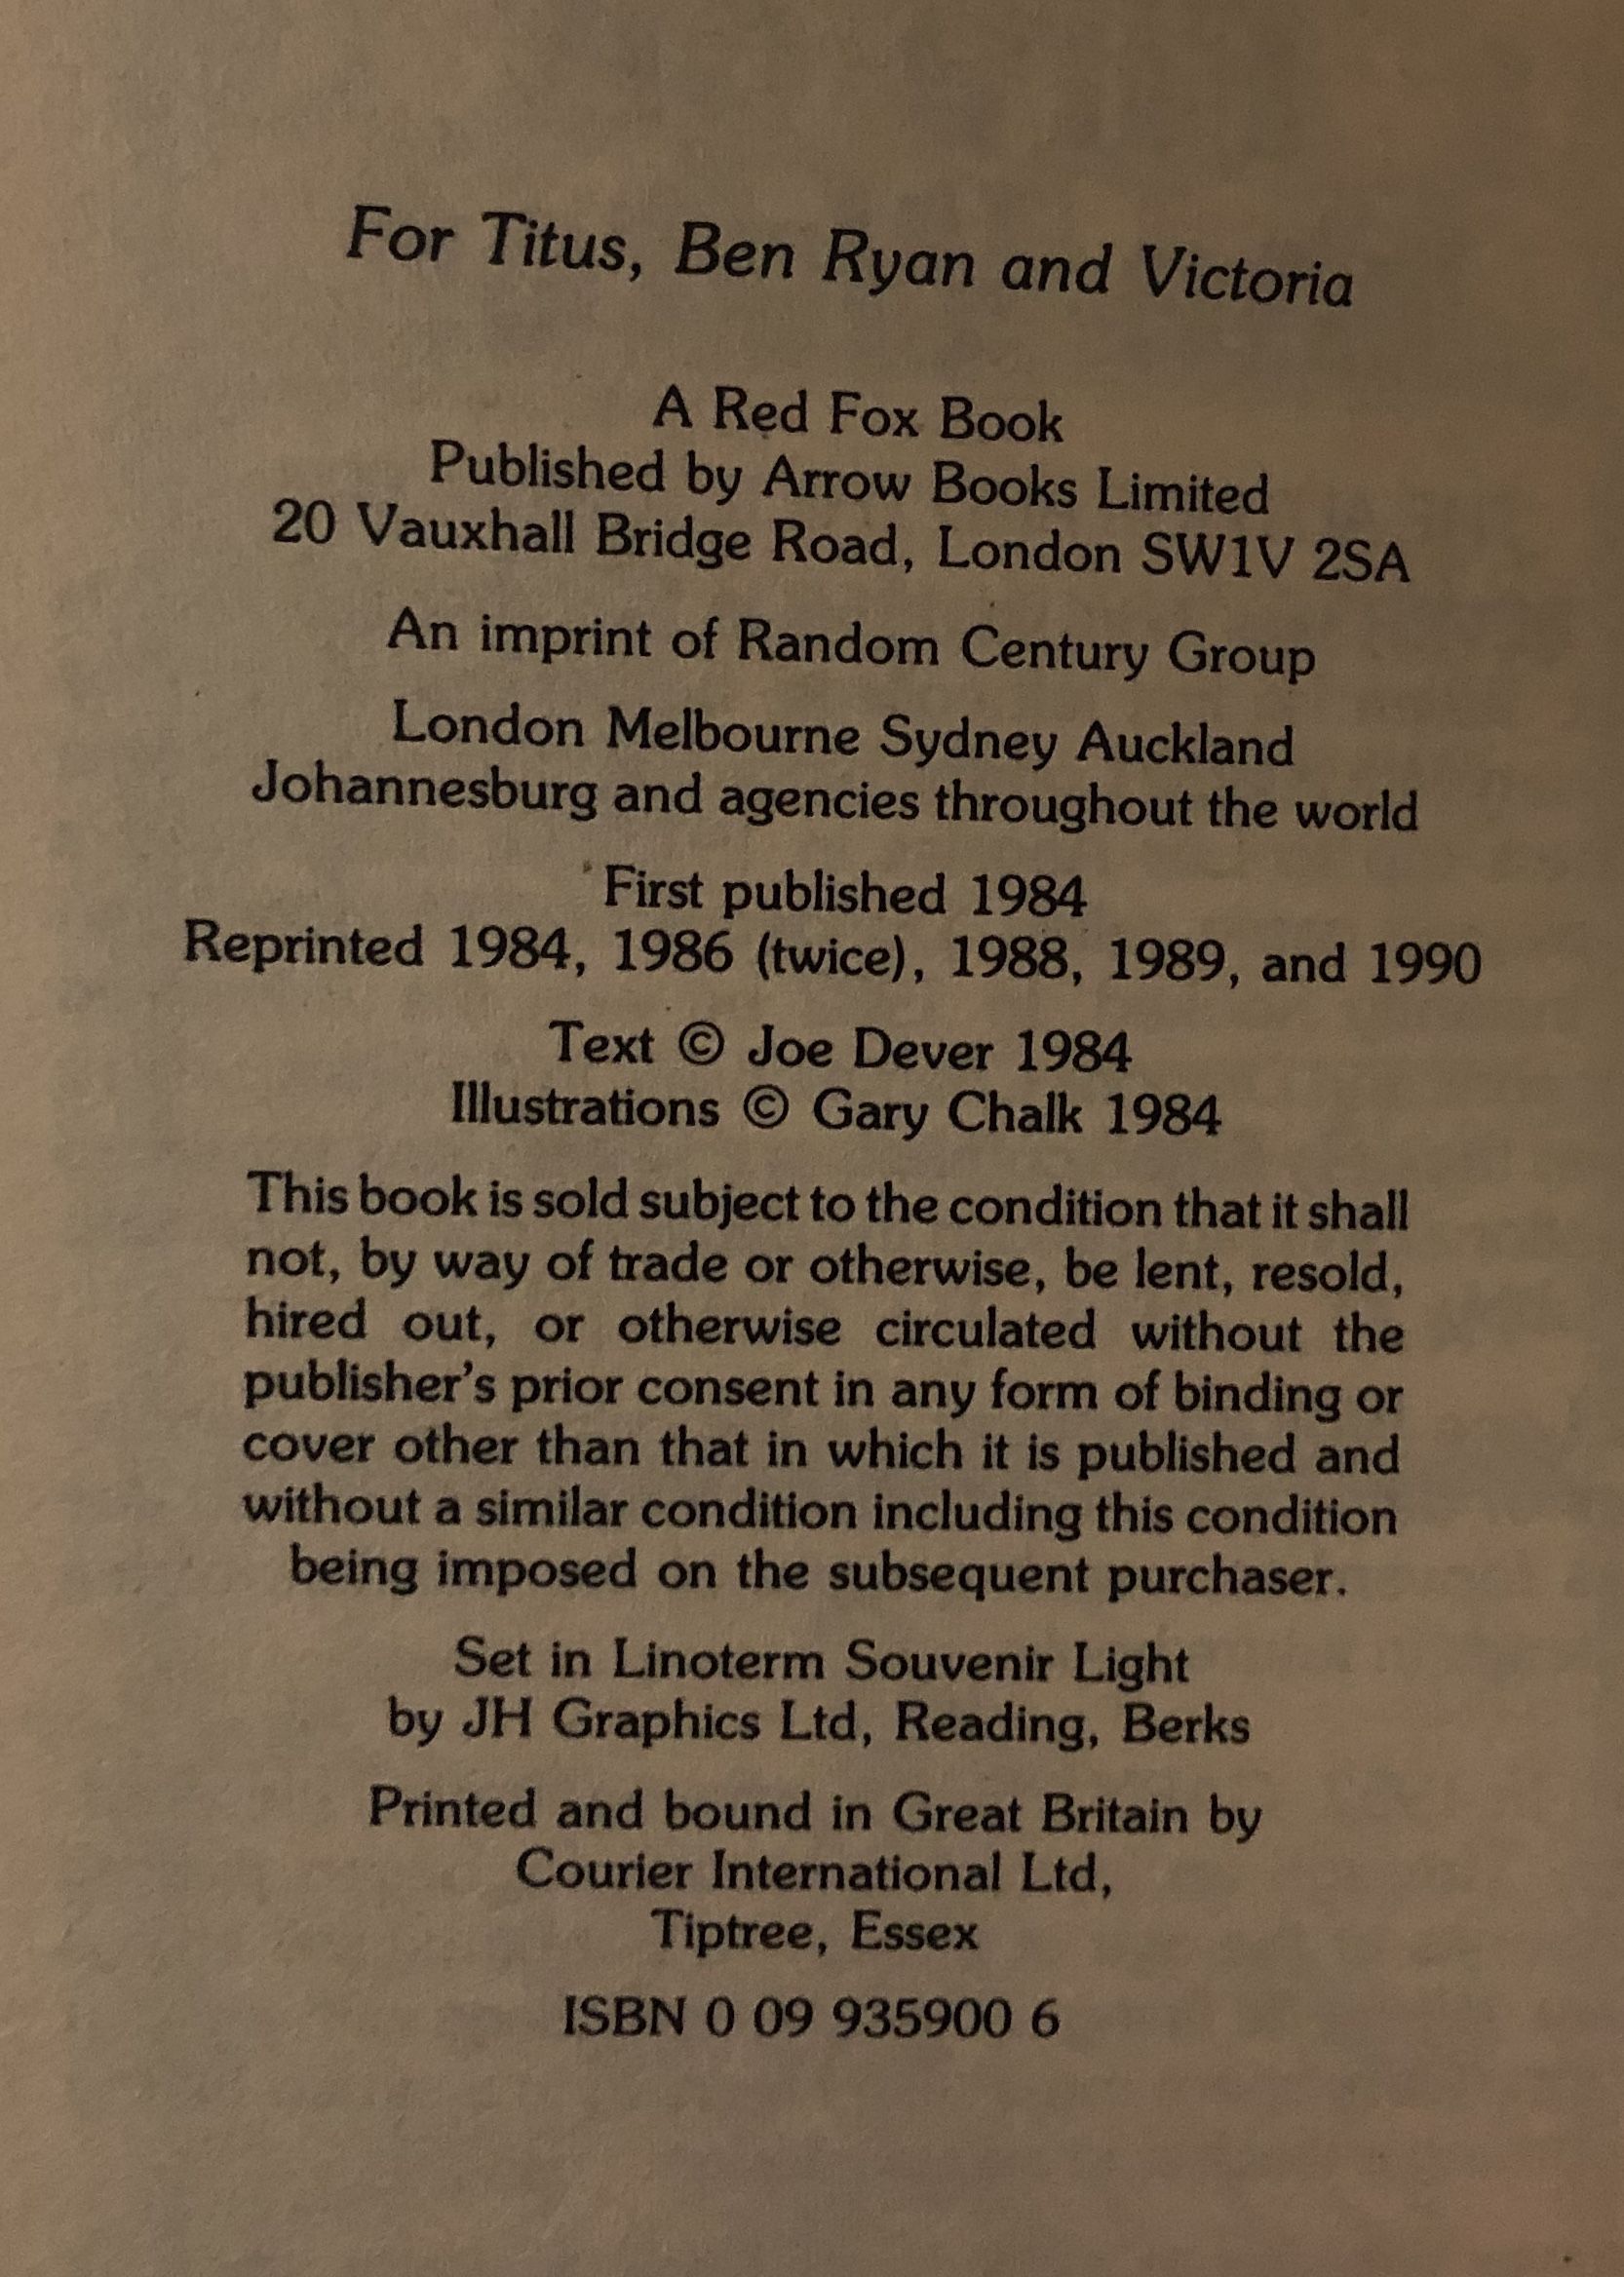 For Titus, Ben Ryan and Victoria
A Red Fox Book
Published by Arrow Books Limited
20 Vauxhall Bridge Road, London SW1V 2SA
An imprint of Random Century Group
London Melbourne Sydney Auckland
Johannesburg and agencies throughout the world
First published 1984
Reprinted 1984, 1986 (twice), 1988, 1989, and 1990
Text © Joe Dever 1984
Illustrations © Gary Chalk 1984
This book is sold subject to the condition that it shall
not, by way of trade or otherwise, be lent, resold,
hired out, or otherwise circulated without the
publisher's prior consent in any form of binding or
cover other than that in which it is published and
without a similar condition including this condition
being imposed on the subsequent purchaser.
Set in Linoterm Souvenir Light
by JH Graphics Ltd, Reading, Berks
Printed and bound in Great Britain by
Courier International Ltd,
Tiptree, Essex
ISBN 0 09 935900 6